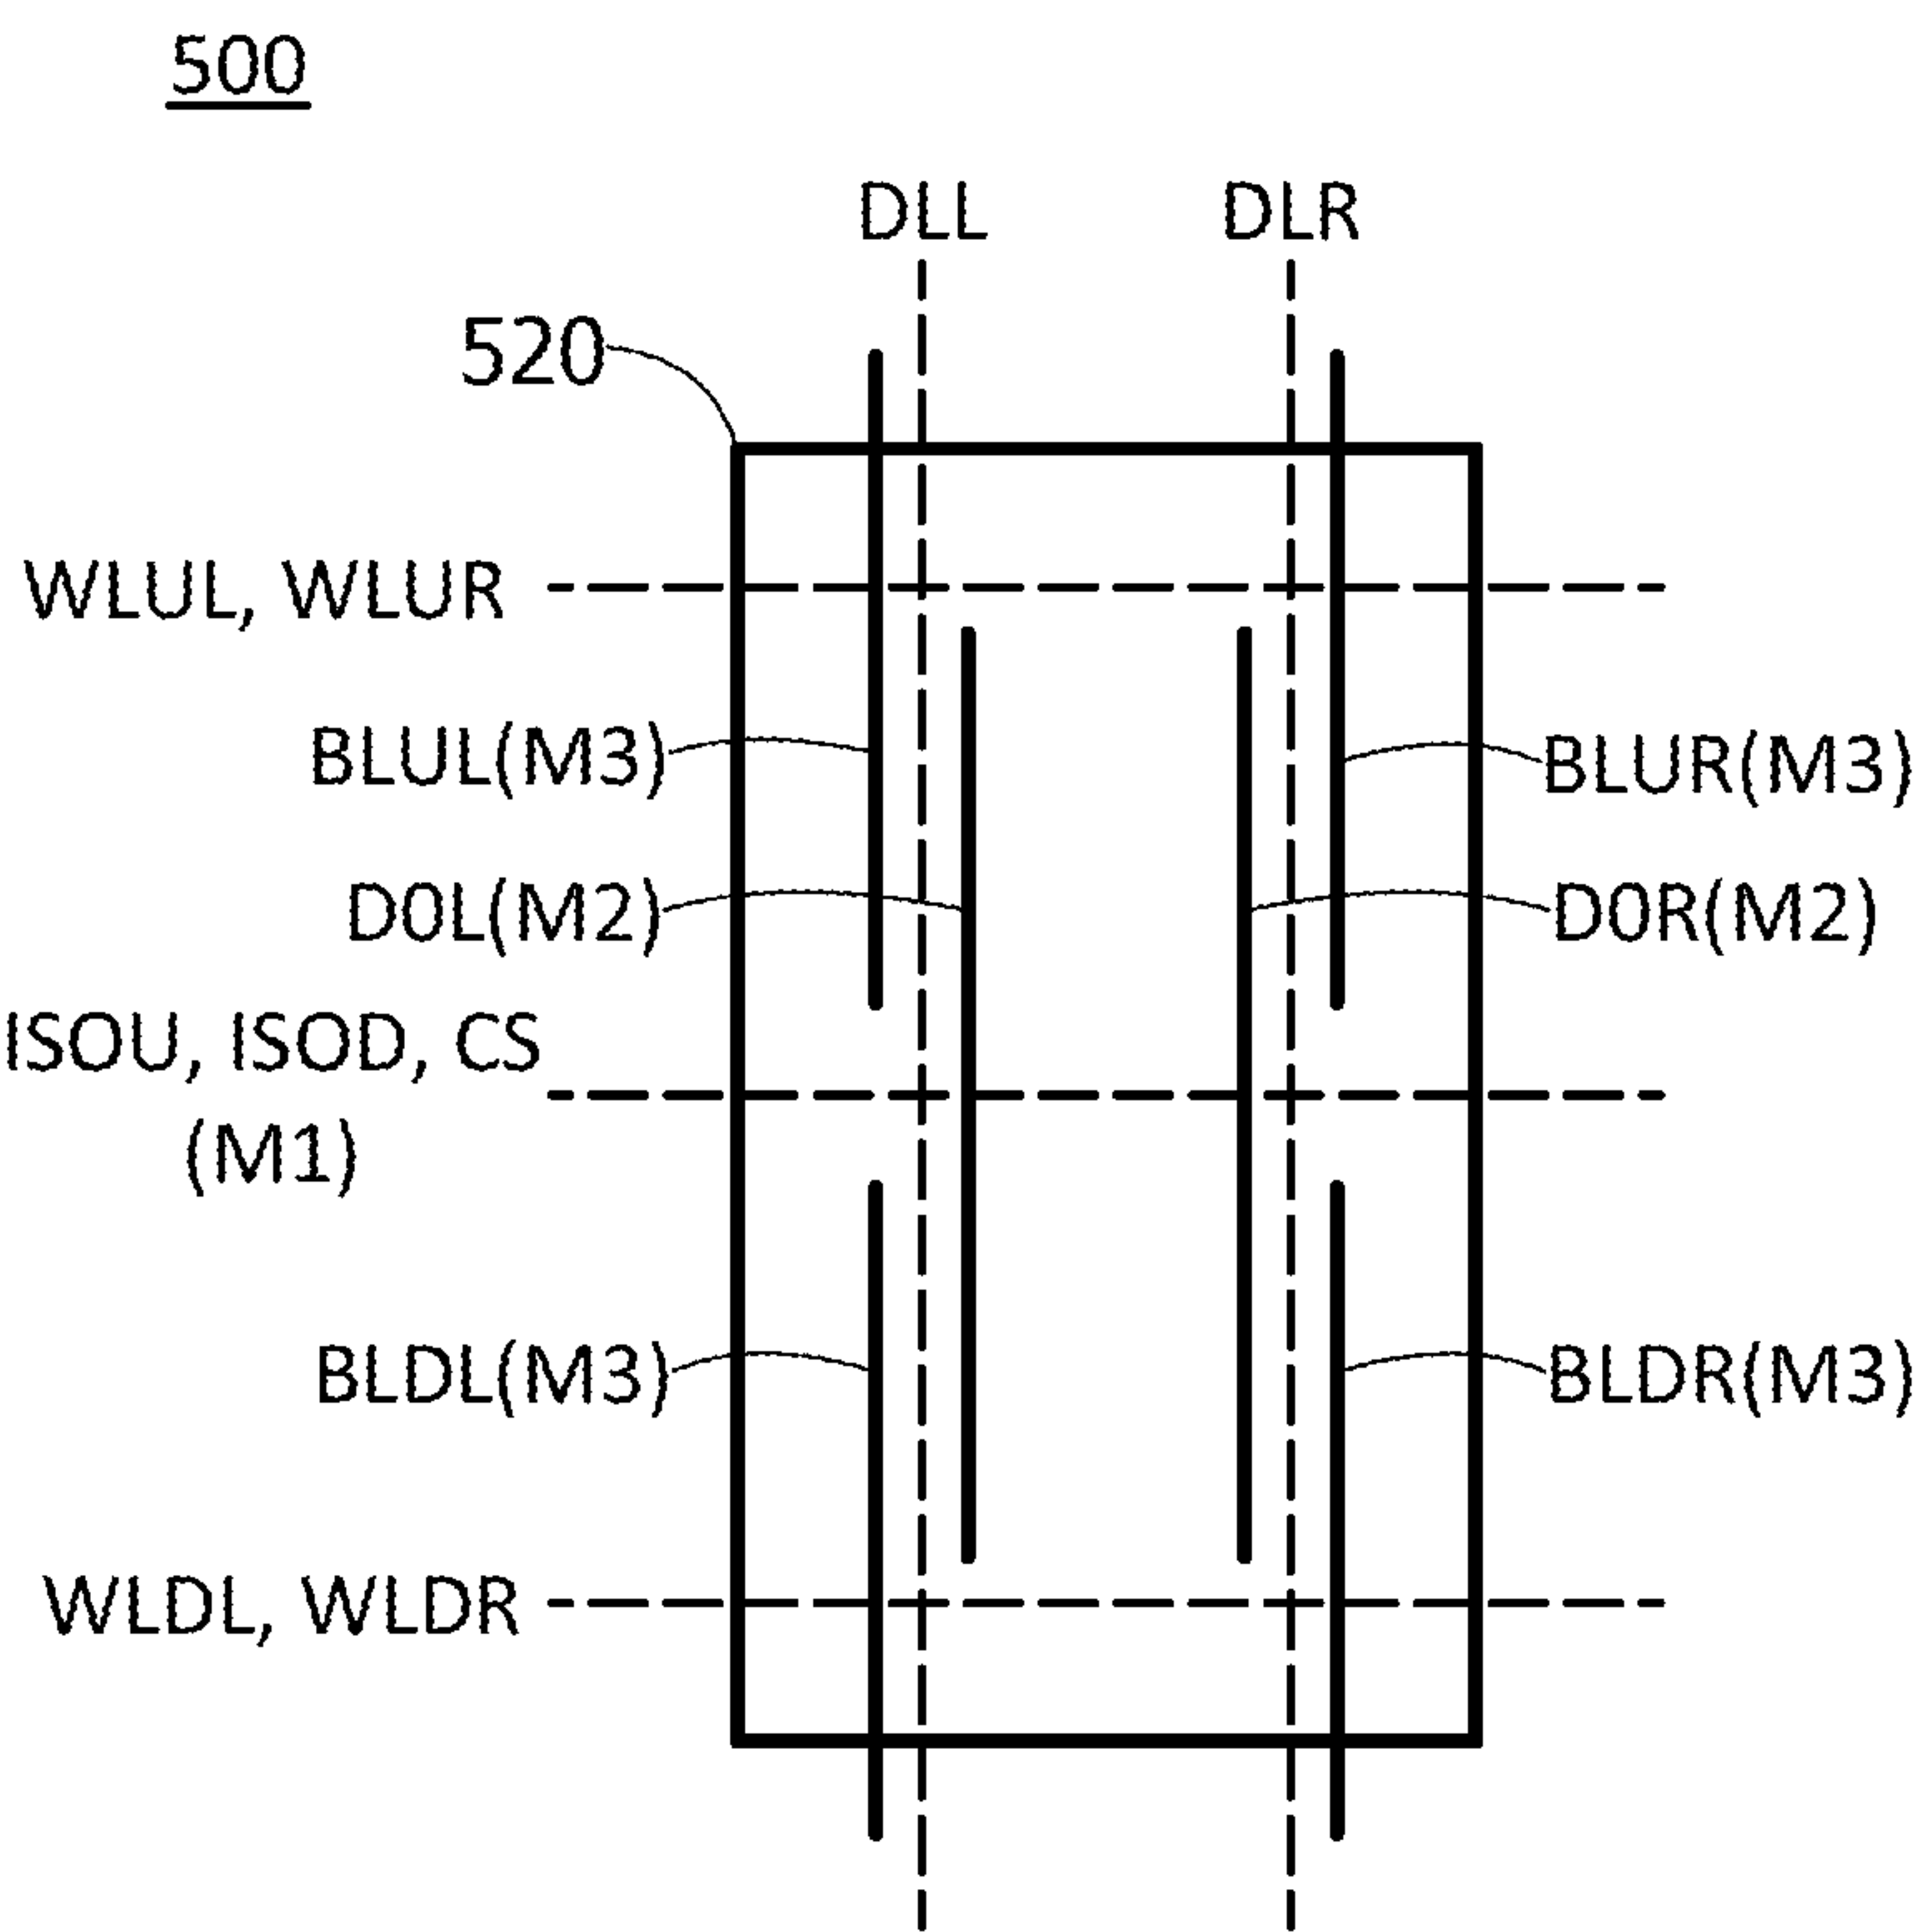 500
DLL
DLR
520
WLUL, WLUR
BLUL(M3)
BLUR(M3)
D0L(M2)
D0R(M2)
ISOU, ISOD, CS
(M1)
BLDL(M3)
BLDR(M3)
WLDL, WLDR